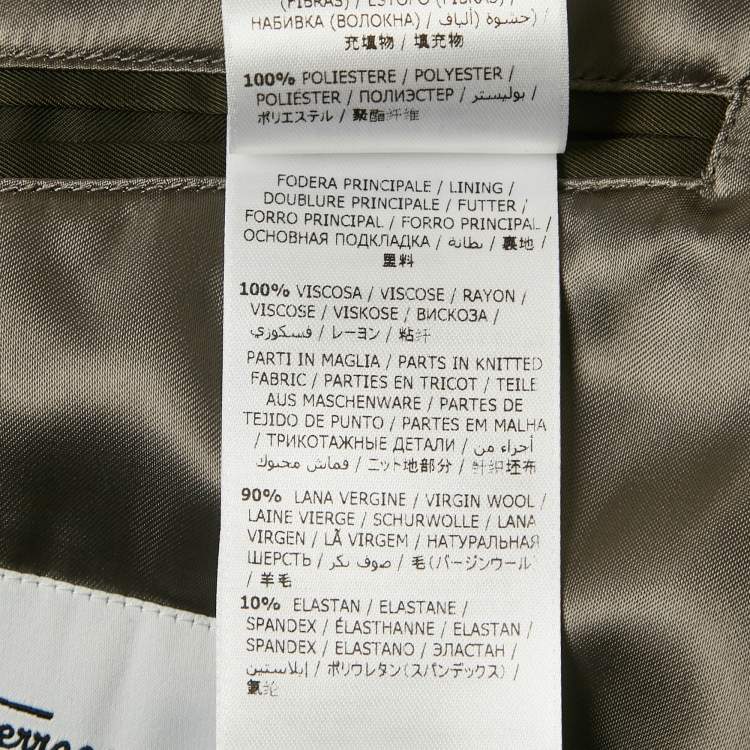 (FIBRAS) / ESTOFO (FIBRAS) /
НАБИВКА (ВОЛОКНА) / حشوة (ألياف) /
充填物 / 填充物
100% POLIESTERE / POLYESTER /
POLIÉSTER / ПОЛИЭСТЕР / بوليستر /
ポリエステル / 聚酯纤维
FODERA PRINCIPALE / LINING /
DOUBLURE PRINCIPALE / FUTTER /
FORRO PRINCIPAL / FORRO PRINCIPAL /
ОСНОВНАЯ ПОДКЛАДКА / بطانة / 裏地 /
里料
100% VISCOSA / VISCOSE / RAYON /
VISCOSE / VISKOSE / ВИСКОЗА /
فسكوزي / レーヨン / 粘纤
PARTI IN MAGLIA / PARTS IN KNITTED
FABRIC / PARTIES EN TRICOT / TEILE
AUS MASCHENWARE / PARTES DE
TEJIDO DE PUNTO / PARTES EM MALHA
/ ТРИКОТАЖНЫЕ ДЕТАЛИ / أجزاء من
قماش محبوك / ニット地部分 / 针织坯布
90% LANA VERGINE / VIRGIN WOOL /
LAINE VIERGE / SCHURWOLLE / LANA
VIRGEN / LÃ VIRGEM / НАТУРАЛЬНАЯ
ШЕРСТЬ / صوف بكر / 毛(バージンウール)
/ 羊毛
10% ELASTAN / ELASTANE /
SPANDEX / ÉLASTHANNE / ELASTAN /
SPANDEX / ELASTANO / ЭЛАСТАН /
إيلاستين / ポリウレタン(スパンデックス) /
氨纶